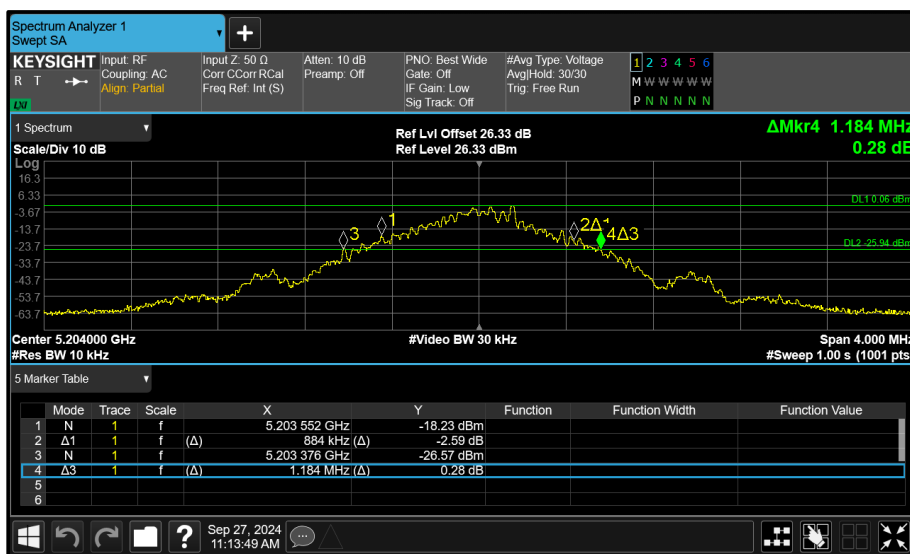 Spectrum Analyzer 1
Swept SA
KEYSIGHT
R T
LXI
Input: RF
Coupling: AC
Align: Partial
Input Z: 50 Ω
Corr CCorr RCal
Freq Ref: Int (S)
Atten: 10 dB
Preamp: Off
PNO: Best Wide
Gate: Off
IF Gain: Low
Sig Track: Off
#Avg Type: Voltage
Avg|Hold: 30/30
Trig: Free Run
1 2 3 4 5 6
M W W W W W
P N N N N N
1 Spectrum
Scale/Div 10 dB
Ref Lvl Offset 26.33 dB
Ref Level 26.33 dBm
ΔMkr4 1.184 MHz
0.28 dB
Log
16.3
6.33
-3.67
-13.7
-23.7
-33.7
-43.7
-53.7
-63.7
DL1 0.06 dBm
DL2 -25.94 dBm
3
1
2Δ1
4Δ3
Center 5.204000 GHz
#Res BW 10 kHz
#Video BW 30 kHz
Span 4.000 MHz
#Sweep 1.00 s (1001 pts
5 Marker Table
Mode Trace Scale X Y Function Function Width Function Value
1 N 1 f 5.203 552 GHz -18.23 dBm
2 Δ1 1 f (Δ) 884 kHz (Δ) -2.59 dB
3 N 1 f 5.203 376 GHz -26.57 dBm
4 Δ3 1 f (Δ) 1.184 MHz (Δ) 0.28 dB
5
6
?
Sep 27, 2024
11:13:49 AM